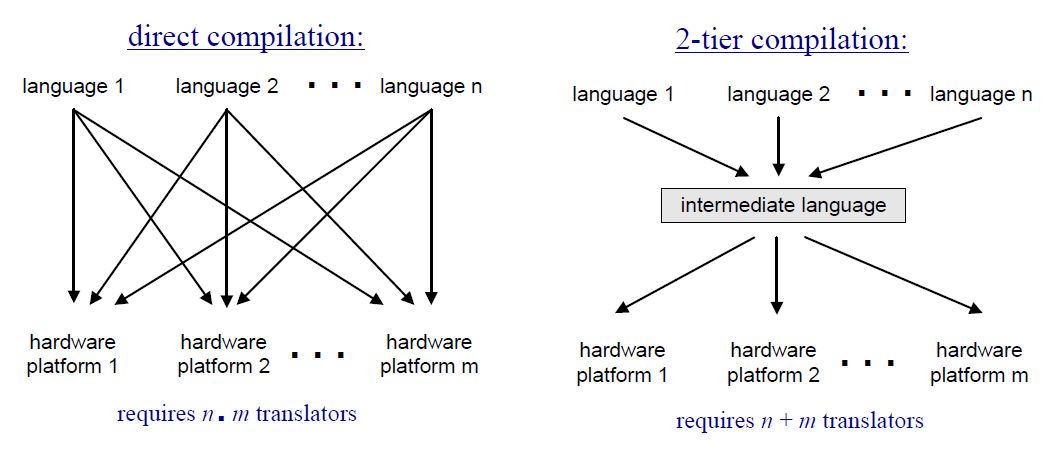 direct compilation:
language 1 language 2 . . . language n
hardware platform 1 hardware platform 2 . . . hardware platform m
requires n . m translators
2-tier compilation:
language 1 language 2 . . . language n
intermediate language
hardware platform 1 hardware platform 2 . . . hardware platform m
requires n + m translators